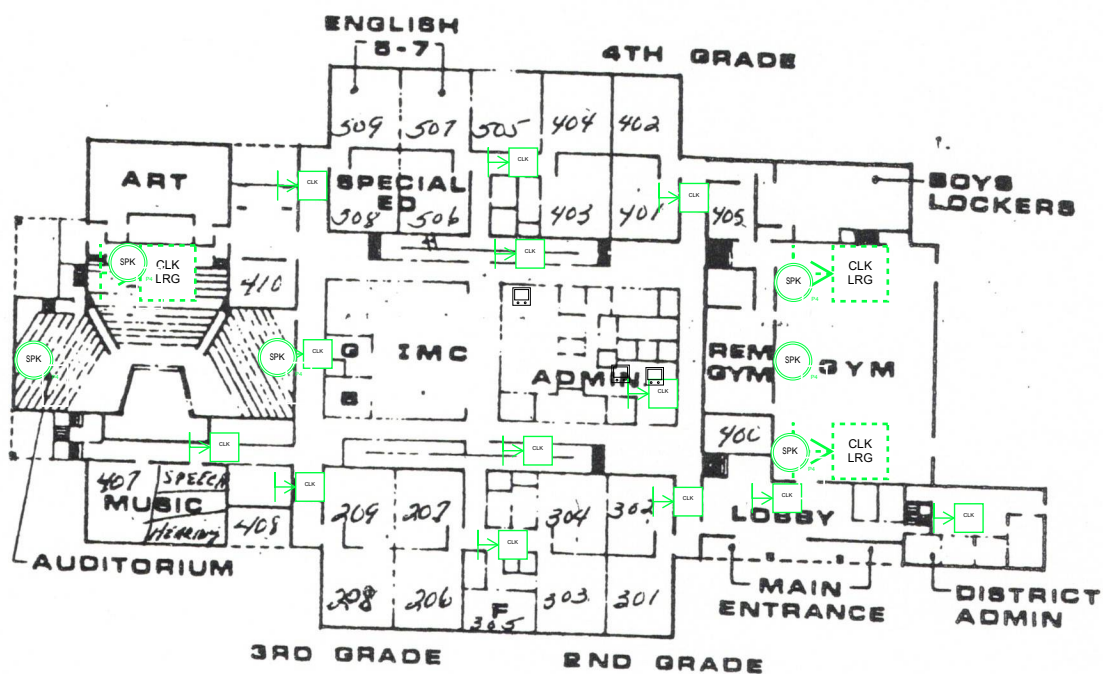 ENGLISH
5-7
4TH GRADE
509
507
505
404
402
ART
CLK
SPECIAL
ED
508
506
CLK
403
401
CLK
405
BOYS
LOCKERS
CLK
SPK
CLK
LRG
410
SPK
CLK
LRG
SPK
SPK
CLK
G
IMC
ADMIN.
CLK
REM
GYM
SPK
GYM
B
400
SPK
CLK
LRG
CLK
CLK
407
SPEECH
MUSIC
HEARING
408
CLK
209
207
304
302
CLK
CLK
LOBBY
CLK
CLK
AUDITORIUM
208
206
F
305
303
301
MAIN
ENTRANCE
DISTRICT
ADMIN
3RD GRADE
2ND GRADE